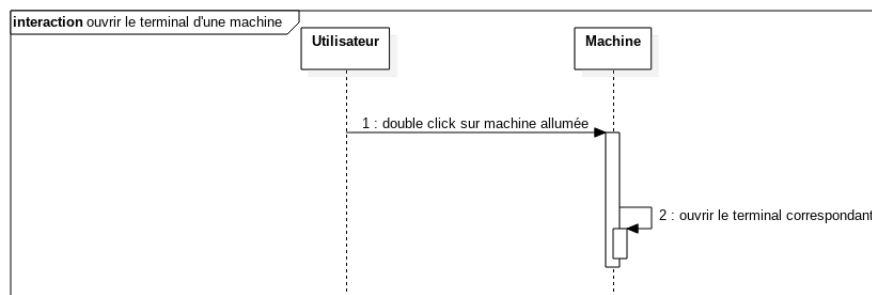 interaction ouvrir le terminal d'une machine
Utilisateur
Machine
1 : double click sur machine allumée
2 : ouvrir le terminal correspondant